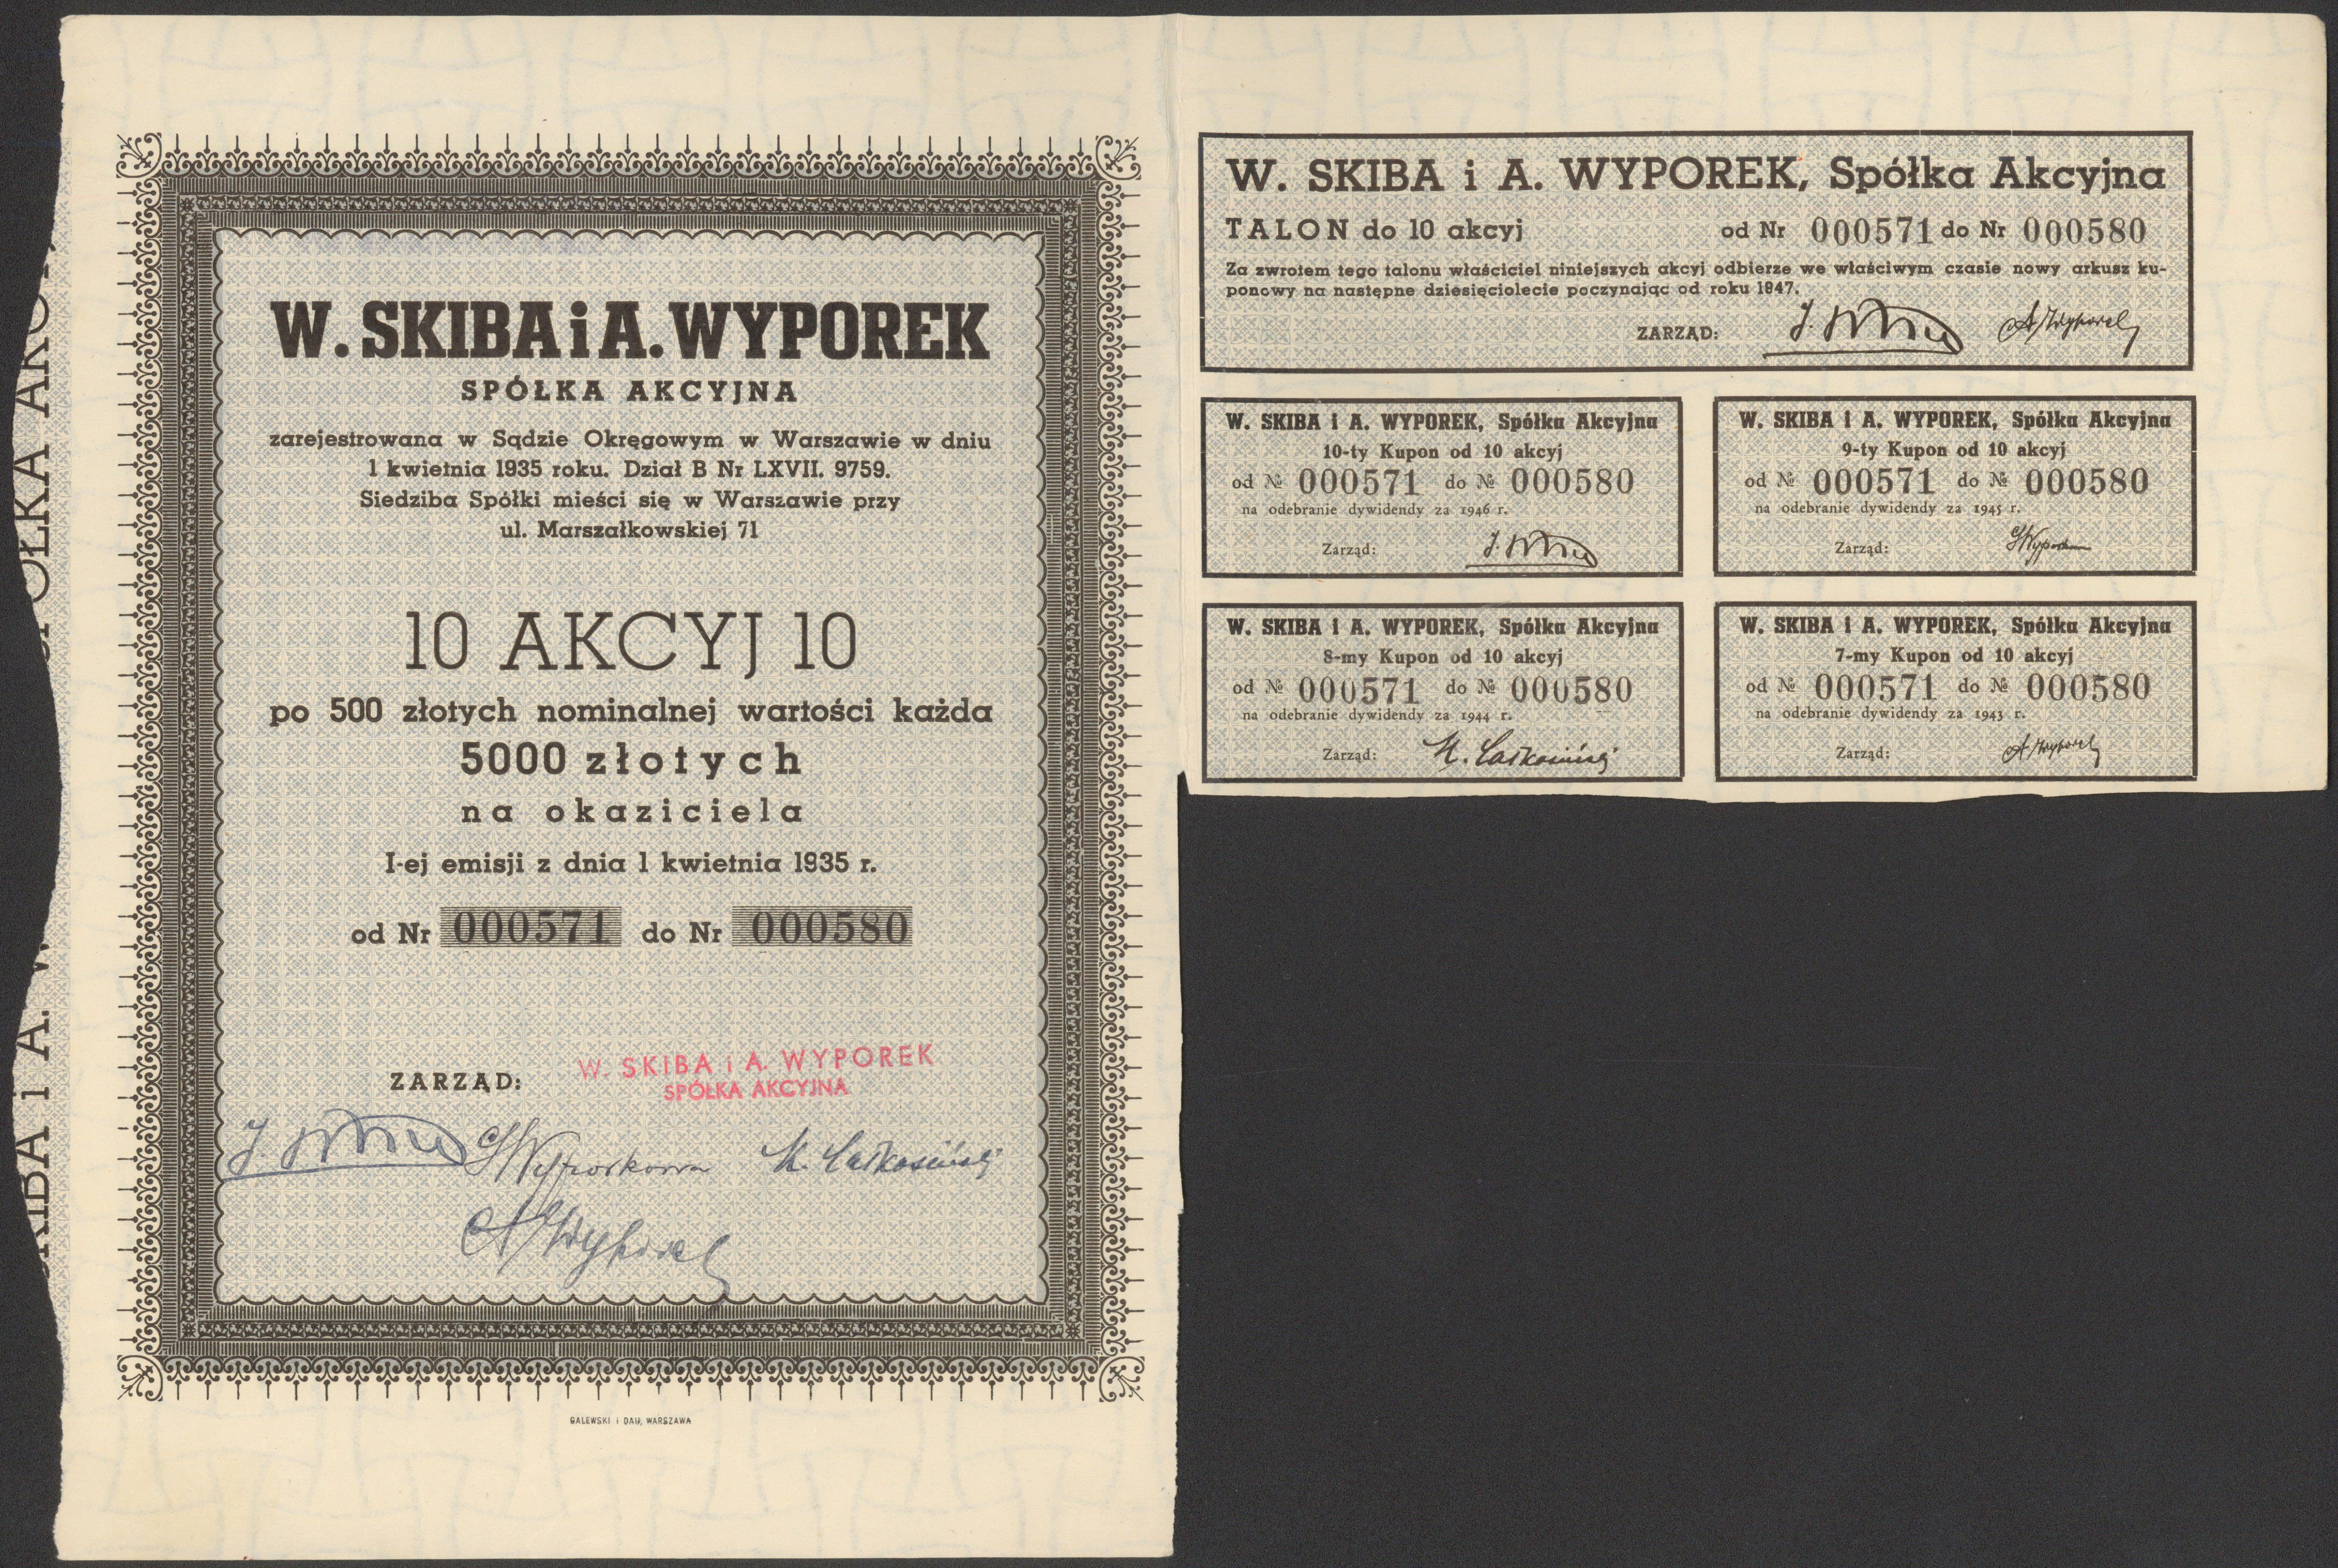 W. SKIBA i A. WYPOREK
SPÓŁKA AKCYJNA
zarejestrowana w Sądzie Okręgowym w Warszawie w dniu
1 kwietnia 1935 roku. Dział B Nr LXVII. 9759.
Siedziba Spółki mieści się w Warszawie przy
ul. Marszałkowskiej 71
10 AKCYJ 10
po 500 złotych nominalnej wartości każda
5000 złotych
na okaziciela
I-ej emisji z dnia 1 kwietnia 1935 r.
od Nr 000571 do Nr 000580
ZARZĄD:
W. SKIBA i A. WYPOREK
SPÓŁKA AKCYJNA
GALEWSKI i DAU, WARSZAWA
W. SKIBA i A. WYPOREK, Spółka Akcyjna
TALON do 10 akcyj od Nr 000571 do Nr 000580
Za zwrotem tego talonu właściciel niniejszych akcyj odbierze we właściwym czasie nowy arkusz ku-
ponowy na następne dziesięciolecie poczynając od roku 1947.
ZARZĄD:
W. SKIBA i A. WYPOREK, Spółka Akcyjna
10-ty Kupon od 10 akcyj
od № 000571 do № 000580
na odebranie dywidendy za 1946 r.
Zarząd:
W. SKIBA i A. WYPOREK, Spółka Akcyjna
9-ty Kupon od 10 akcyj
od № 000571 do № 000580
na odebranie dywidendy za 1945 r.
Zarząd:
W. SKIBA i A. WYPOREK, Spółka Akcyjna
8-my Kupon od 10 akcyj
od № 000571 do № 000580
na odebranie dywidendy za 1944 r.
Zarząd:
W. SKIBA i A. WYPOREK, Spółka Akcyjna
7-my Kupon od 10 akcyj
od № 000571 do № 000580
na odebranie dywidendy za 1943 r.
Zarząd: